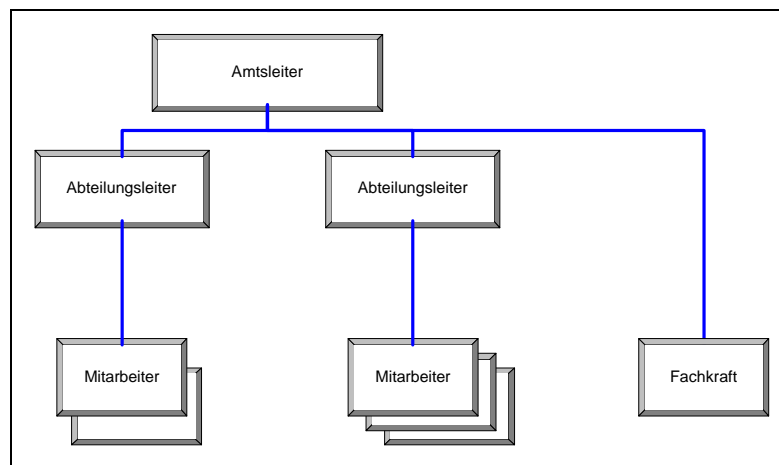 Amtsleiter
Abteilungsleiter
Abteilungsleiter
Mitarbeiter
Mitarbeiter
Fachkraft